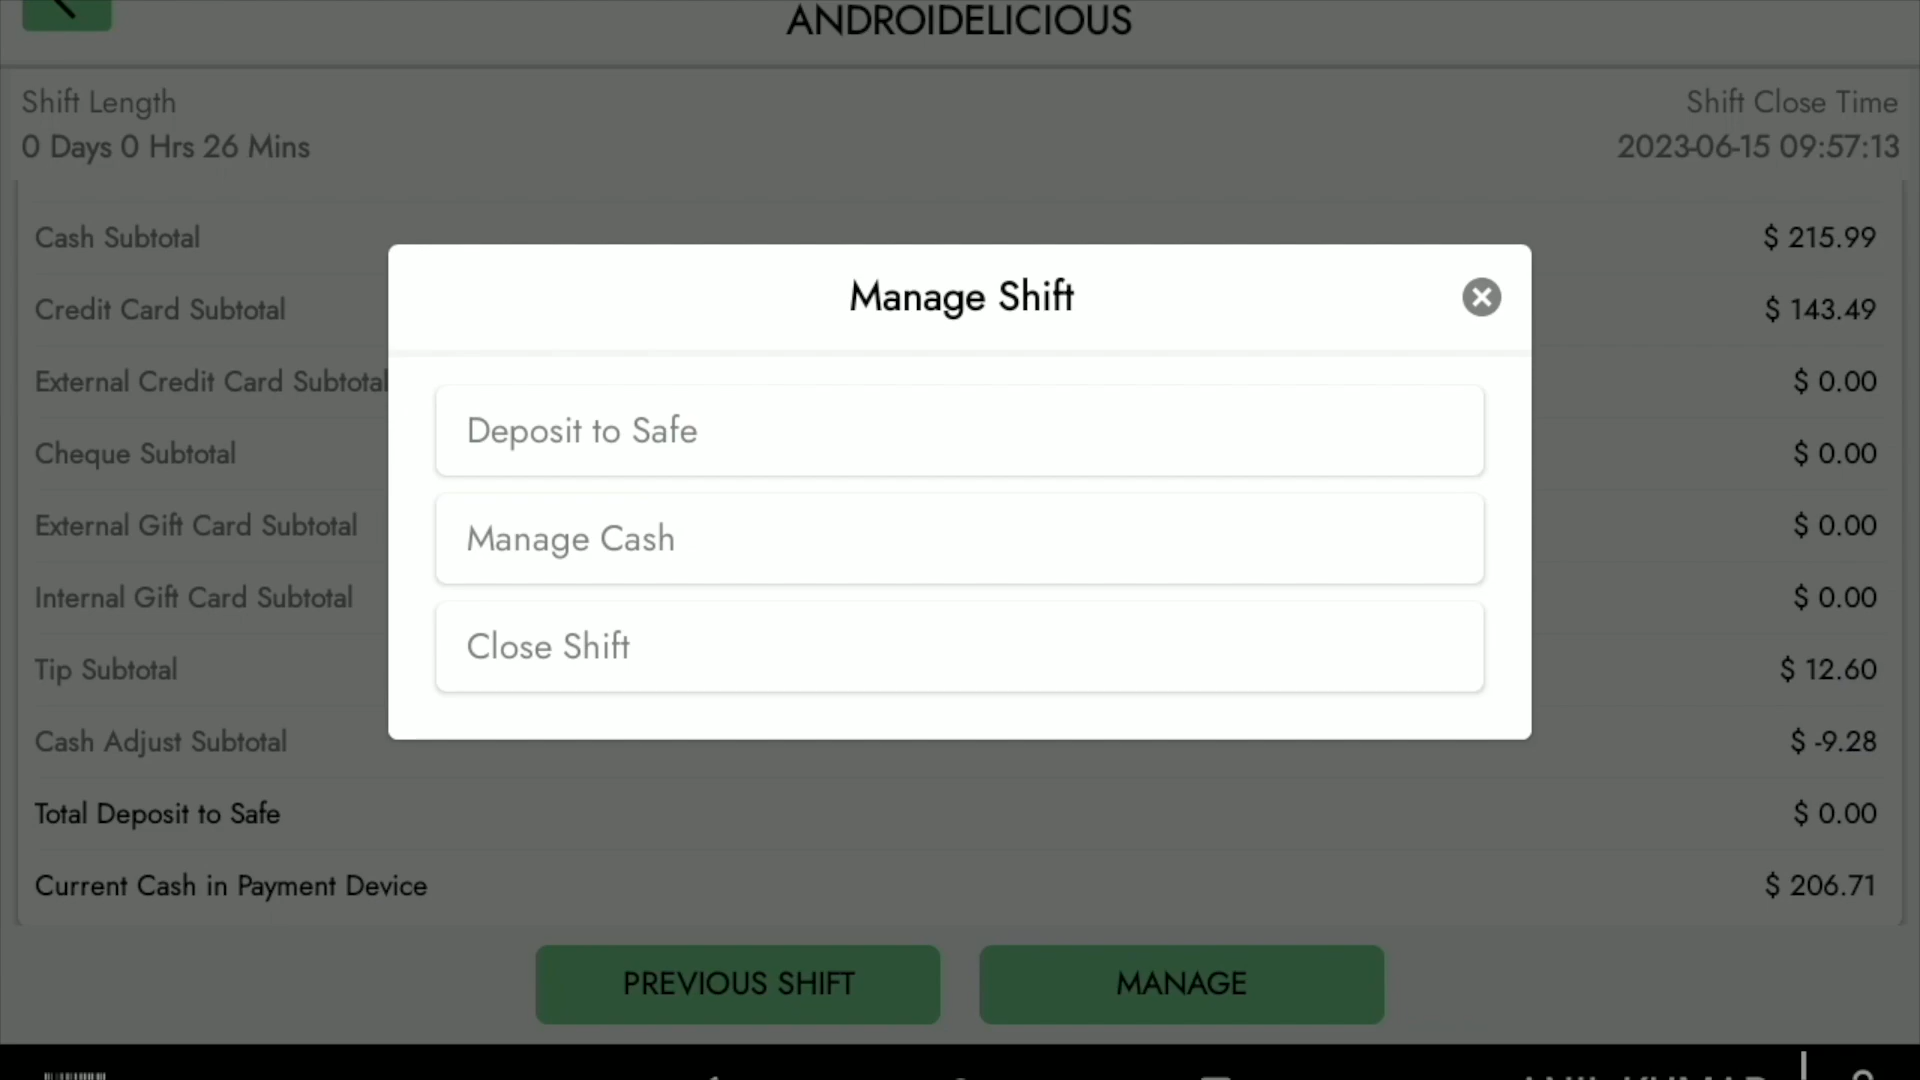 ANDROIDELICIOUS
Shift Length
Shift Close Time
0 Days 0 Hrs 26 Mins
2023-06-15 09:57:13
Cash Subtotal
$ 215.99
Manage Shift
Credit Card Subtotal
$ 143.49
External Credit Card Subtotal
$ 0.00
Deposit to Safe
Cheque Subtotal
$ 0.00
External Gift Card Subtotal
$ 0.00
Manage Cash
Internal Gift Card Subtotal
$ 0.00
Close Shift
Tip Subtotal
$ 12.60
Cash Adjust Subtotal
$ -9.28
Total Deposit to Safe
$ 0.00
Current Cash in Payment Device
$ 206.71
PREVIOUS SHIFT
MANAGE